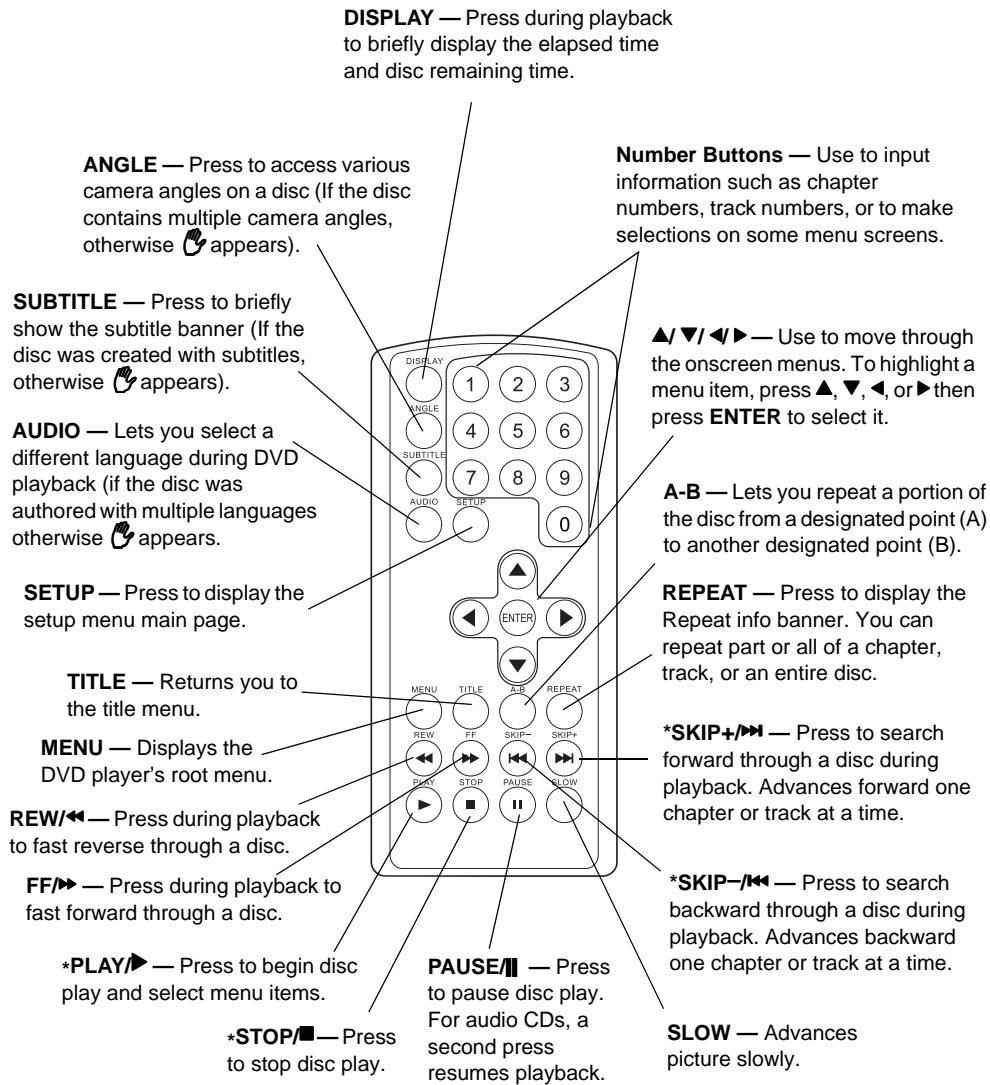 DISPLAY — Press during playback
to briefly display the elapsed time
and disc remaining time.
ANGLE — Press to access various
camera angles on a disc (If the disc
contains multiple camera angles,
otherwise appears).
Number Buttons — Use to input
information such as chapter
numbers, track numbers, or to make
selections on some menu screens.
SUBTITLE — Press to briefly
show the subtitle banner (If the
disc was created with subtitles,
otherwise appears).
▲/ ▼/ ◀/ ▶ — Use to move through
the onscreen menus. To highlight a
menu item, press ▲, ▼, ◀, or ▶ then
press ENTER to select it.
AUDIO — Lets you select a
different language during DVD
playback (if the disc was
authored with multiple languages
otherwise appears.
A-B — Lets you repeat a portion of
the disc from a designated point (A)
to another designated point (B).
SETUP — Press to display the
setup menu main page.
REPEAT — Press to display the
Repeat info banner. You can
repeat part or all of a chapter,
track, or an entire disc.
TITLE — Returns you to
the title menu.
MENU — Displays the
DVD player's root menu.
*SKIP+/⏭ — Press to search
forward through a disc during
playback. Advances forward one
chapter or track at a time.
REW/◀◀ — Press during playback
to fast reverse through a disc.
FF/▶▶ — Press during playback to
fast forward through a disc.
*SKIP–/⏮ — Press to search
backward through a disc during
playback. Advances backward
one chapter or track at a time.
*PLAY/▶ — Press to begin disc
play and select menu items.
*STOP/■ — Press
to stop disc play.
PAUSE/❚❚ — Press
to pause disc play.
For audio CDs, a
second press
resumes playback.
SLOW — Advances
picture slowly.
DISPLAY
1 2 3
ANGLE
4 5 6
SUBTITLE
7 8 9
AUDIO SETUP
0
ENTER
MENU TITLE A-B REPEAT
REW FF SKIP– SKIP+
PLAY STOP PAUSE SLOW